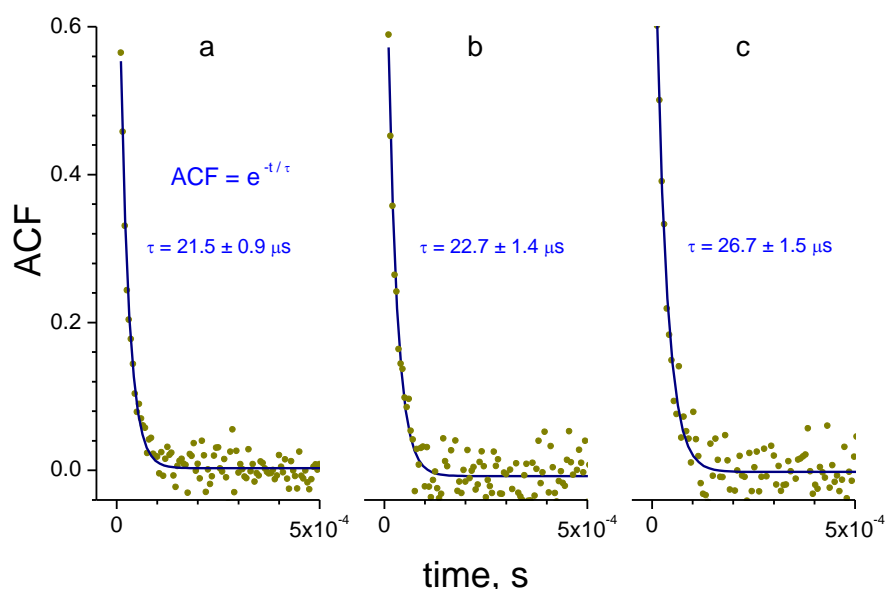 a
b
c
ACF = e^-t / τ
τ = 21.5 ± 0.9 μs
τ = 22.7 ± 1.4 μs
τ = 26.7 ± 1.5 μs
ACF
0.6
0.4
0.2
0.0
0
5x10^-4
0
5x10^-4
0
5x10^-4
time, s